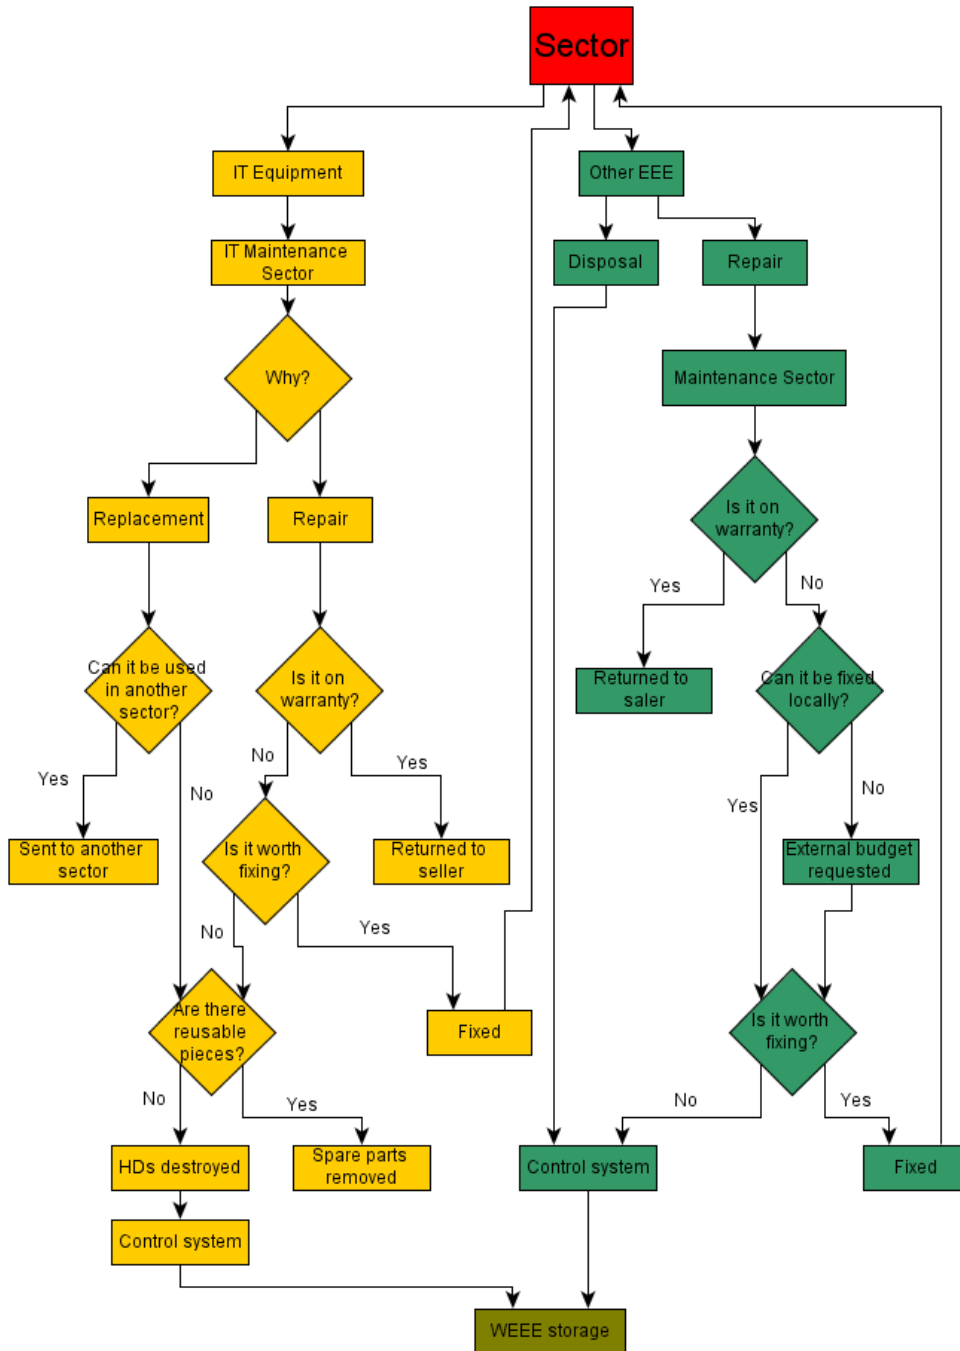 Sector
IT Equipment
Other EEE
IT Maintenance
Sector
Disposal
Repair
Why?
Maintenance Sector
Replacement
Repair
Is it on
warranty?
Yes
No
Can it be used
in another
sector?
Is it on
warranty?
Returned to
saler
Can it be fixed
locally?
Yes
No
No
Yes
Yes
No
Sent to another
sector
Is it worth
fixing?
Returned to
seller
External budget
requested
No
Yes
Are there
reusable
pieces?
Fixed
Is it worth
fixing?
No
Yes
No
Yes
HDs destroyed
Spare parts
removed
Control system
Fixed
Control system
WEEE storage